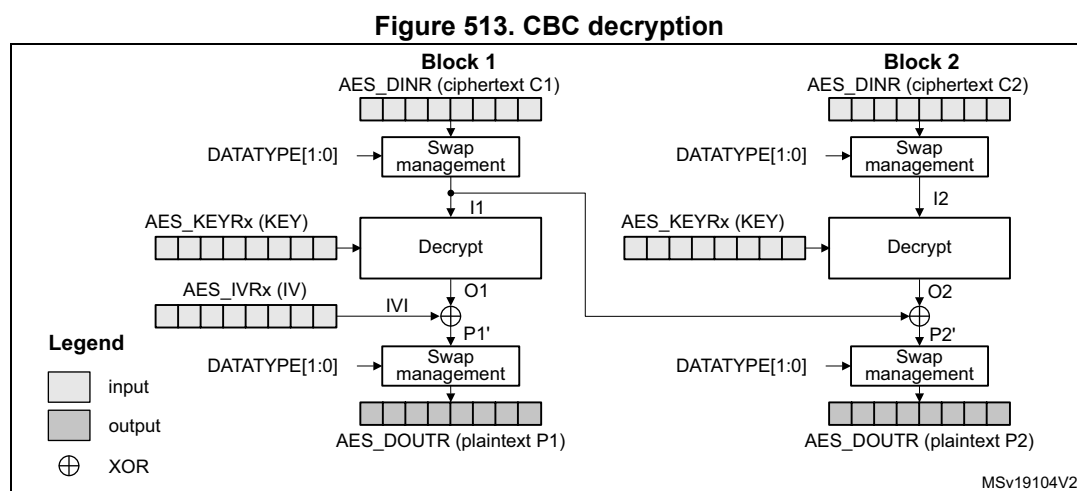 Figure 513. CBC decryption
Block 1
Block 2
AES_DINR (ciphertext C1)
AES_DINR (ciphertext C2)
DATATYPE[1:0]
Swap management
DATATYPE[1:0]
Swap management
I1
I2
AES_KEYRx (KEY)
Decrypt
AES_KEYRx (KEY)
Decrypt
AES_IVRx (IV)
IVI
O1
O2
P1'
P2'
Legend
input
output
XOR
DATATYPE[1:0]
Swap management
DATATYPE[1:0]
Swap management
AES_DOUTR (plaintext P1)
AES_DOUTR (plaintext P2)
MSv19104V2